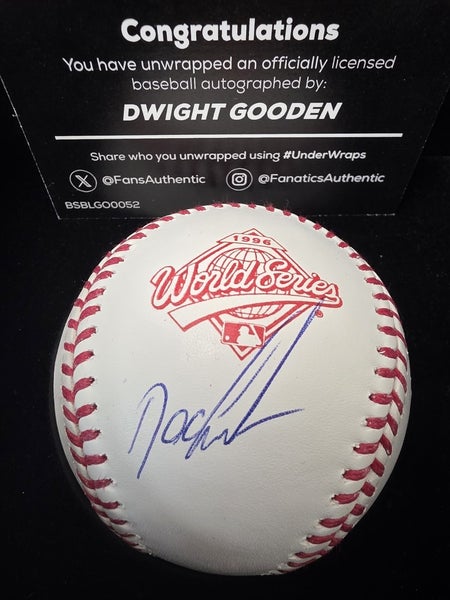 Congratulations
You have unwrapped an officially licensed
baseball autographed by:
DWIGHT GOODEN
Share who you unwrapped using #UnderWraps
@FansAuthentic @FanaticsAuthentic
BSBLGO0052
1996
World Series